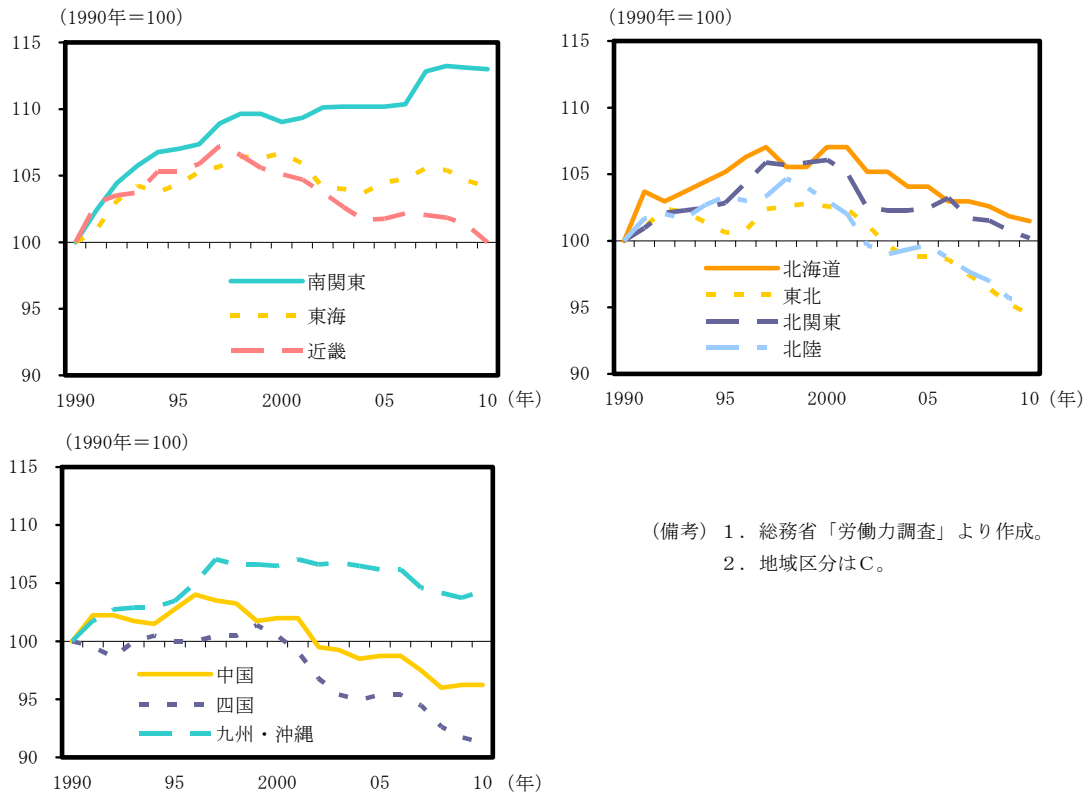 (1990年＝100)
115
110
105
100
95
90
南関東
東海
近畿
1990 95 2000 05 10 (年)
(1990年＝100)
115
110
105
100
95
90
北海道
東北
北関東
北陸
1990 95 2000 05 10 (年)
(1990年＝100)
115
110
105
100
95
90
中国
四国
九州・沖縄
1990 95 2000 05 10 (年)
(備考) １．総務省「労働力調査」より作成。
２．地域区分はＣ。